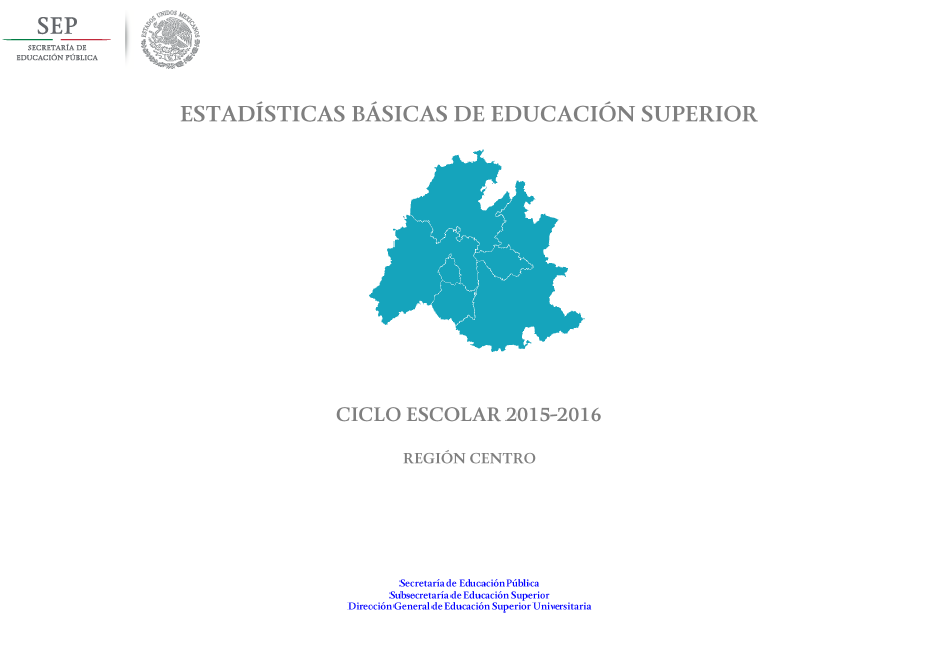 SEP
SECRETARÍA DE
EDUCACIÓN PÚBLICA
ESTADOS UNIDOS MEXICANOS
ESTADÍSTICAS BÁSICAS DE EDUCACIÓN SUPERIOR
CICLO ESCOLAR 2015-2016
REGIÓN CENTRO
Secretaría de Educación Pública
Subsecretaría de Educación Superior
Dirección General de Educación Superior Universitaria